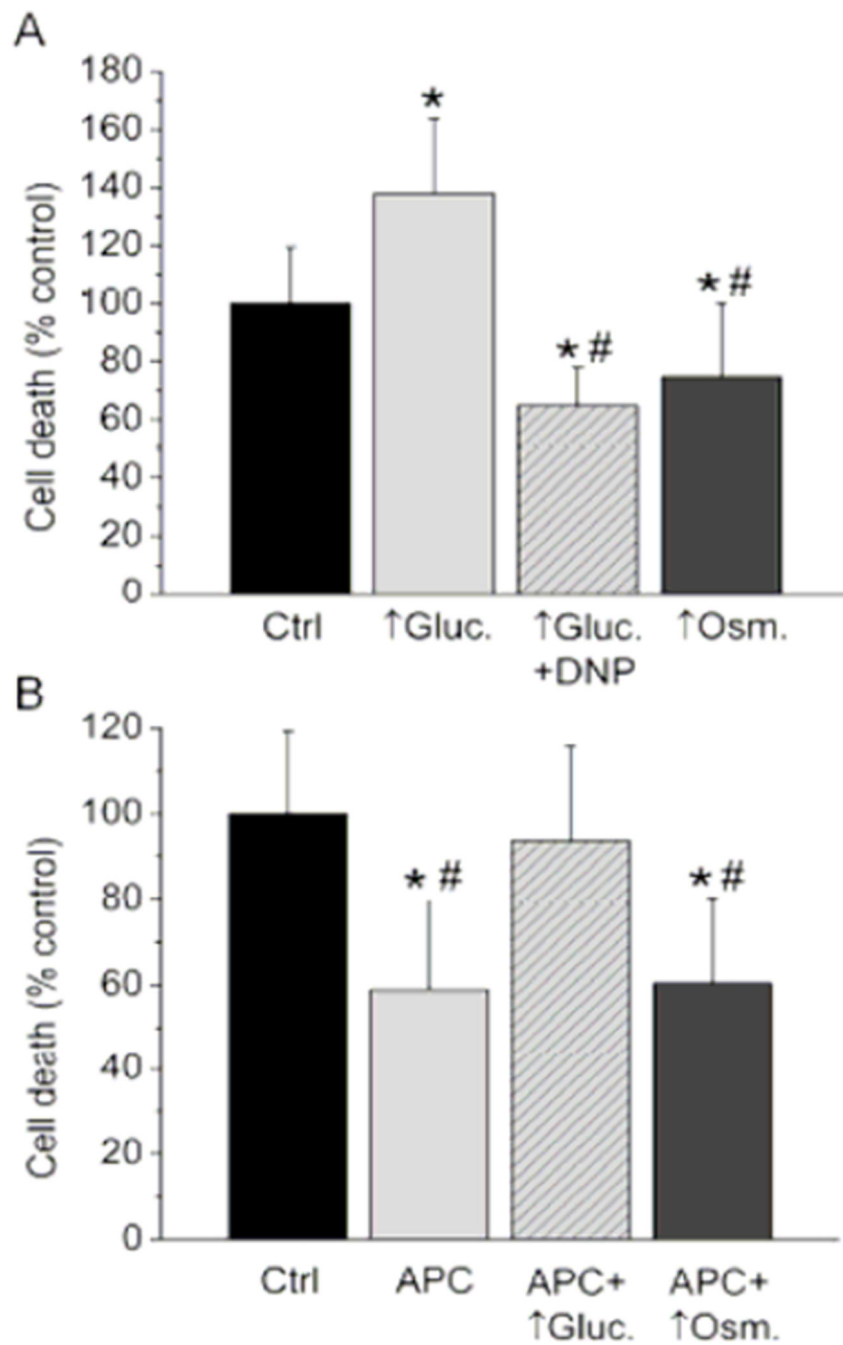 A
Cell death (% control)
180
160
140
120
100
80
60
40
20
0
*
*#
*#
Ctrl
↑Gluc.
↑Gluc.
+DNP
↑Osm.
B
Cell death (% control)
120
100
80
60
40
20
0
*#
*#
Ctrl
APC
APC+
↑Gluc.
APC+
↑Osm.